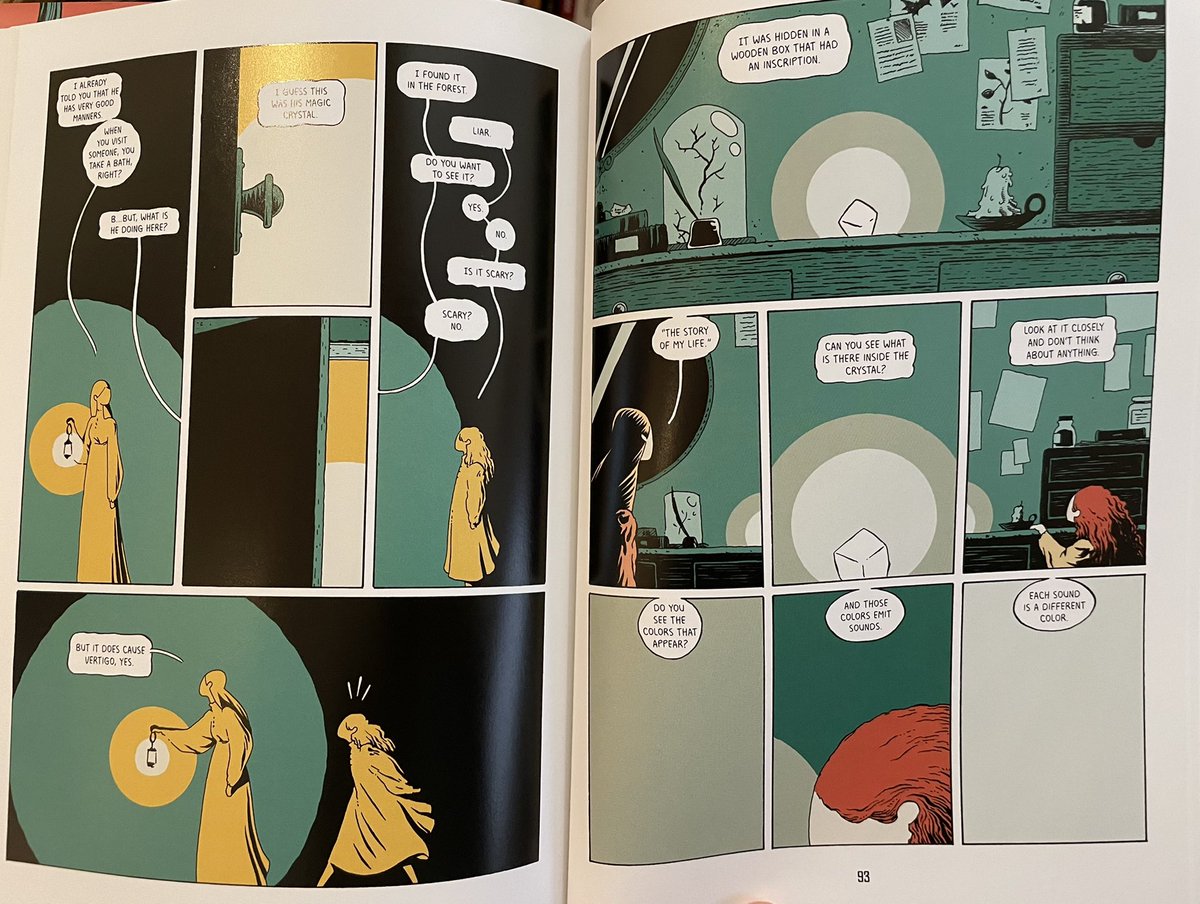 I ALREADY
TOLD YOU THAT HE
HAS VERY GOOD
MANNERS.
WHEN
YOU VISIT
SOMEONE, YOU
TAKE A BATH,
RIGHT?
B...BUT, WHAT IS
HE DOING HERE?
I GUESS THIS
WAS HIS MAGIC
CRYSTAL.
I FOUND IT
IN THE FOREST.
LIAR.
DO YOU WANT
TO SEE IT?
YES.
NO.
IS IT SCARY?
SCARY?
NO.
BUT IT DOES CAUSE
VERTIGO, YES.
IT WAS HIDDEN IN A
WOODEN BOX THAT HAD
AN INSCRIPTION.
"THE STORY
OF MY LIFE."
CAN YOU SEE WHAT
IS THERE INSIDE THE
CRYSTAL?
LOOK AT IT CLOSELY
AND DON'T THINK
ABOUT ANYTHING.
DO YOU
SEE THE
COLORS THAT
APPEAR?
AND THOSE
COLORS EMIT
SOUNDS.
EACH SOUND
IS A DIFFERENT
COLOR.
93